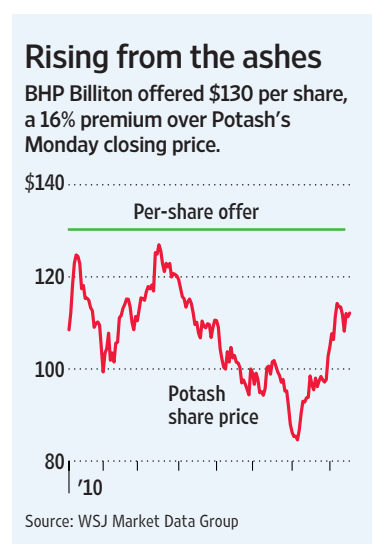 Rising from the ashes
BHP Billiton offered $130 per share,
a 16% premium over Potash's
Monday closing price.
$140
Per-share offer
120
100
Potash
share price
80
'10
Source: WSJ Market Data Group